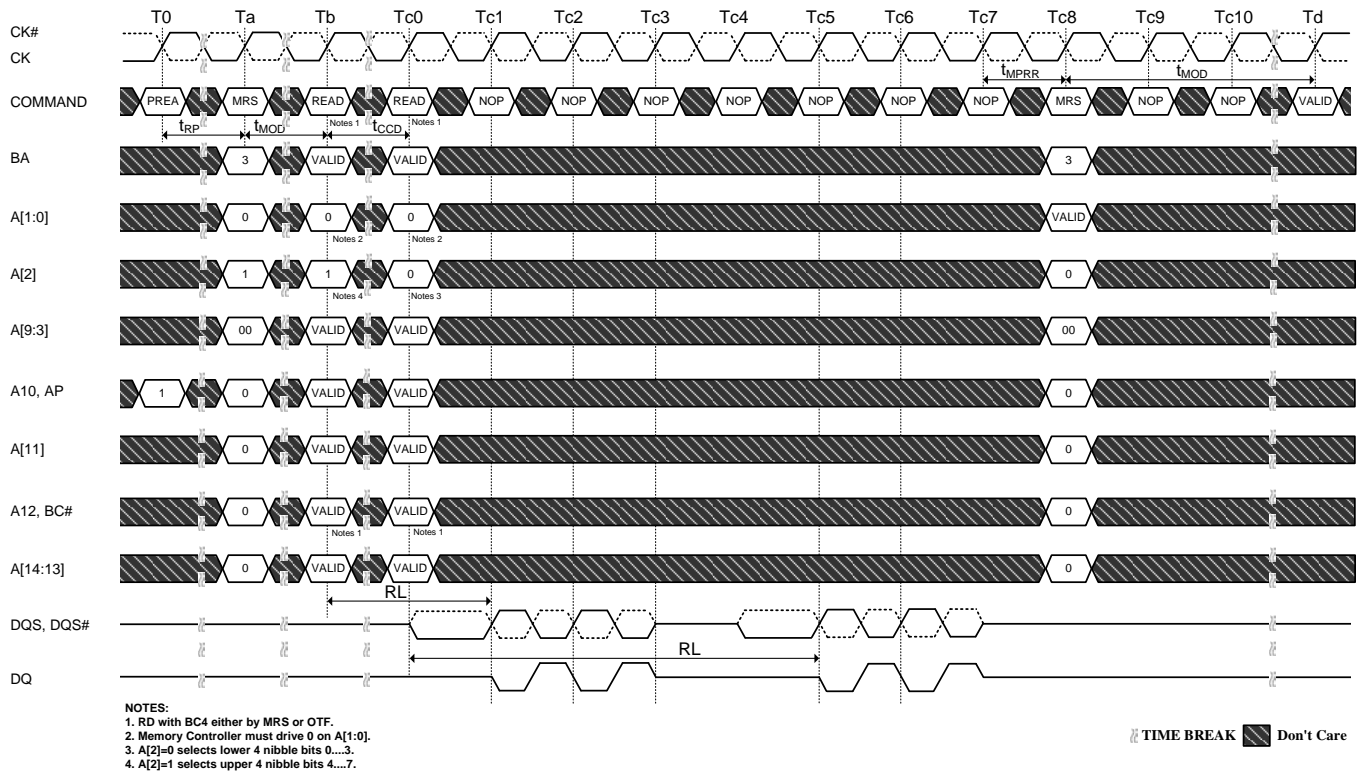 T0 Ta Tb Tc0 Tc1 Tc2 Tc3 Tc4 Tc5 Tc6 Tc7 Tc8 Tc9 Tc10 Td
CK#
CK
tMPRR tMOD
COMMAND PREA MRS READ READ NOP NOP NOP NOP NOP NOP NOP MRS NOP NOP VALID
Notes 1 Notes 1
tRP tMOD tCCD
BA 3 VALID VALID 3
A[1:0] 0 0 0 VALID
Notes 2 Notes 2
A[2] 1 1 0 0
Notes 4 Notes 3
A[9:3] 00 VALID VALID 00
A10, AP 1 0 VALID VALID 0
A[11] 0 VALID VALID 0
A12, BC# 0 VALID VALID 0
Notes 1 Notes 1
A[14:13] 0 VALID VALID 0
RL
DQS, DQS#
RL
DQ
NOTES:
1. RD with BC4 either by MRS or OTF.
2. Memory Controller must drive 0 on A[1:0].
3. A[2]=0 selects lower 4 nibble bits 0....3.
4. A[2]=1 selects upper 4 nibble bits 4....7.
TIME BREAK Don't Care